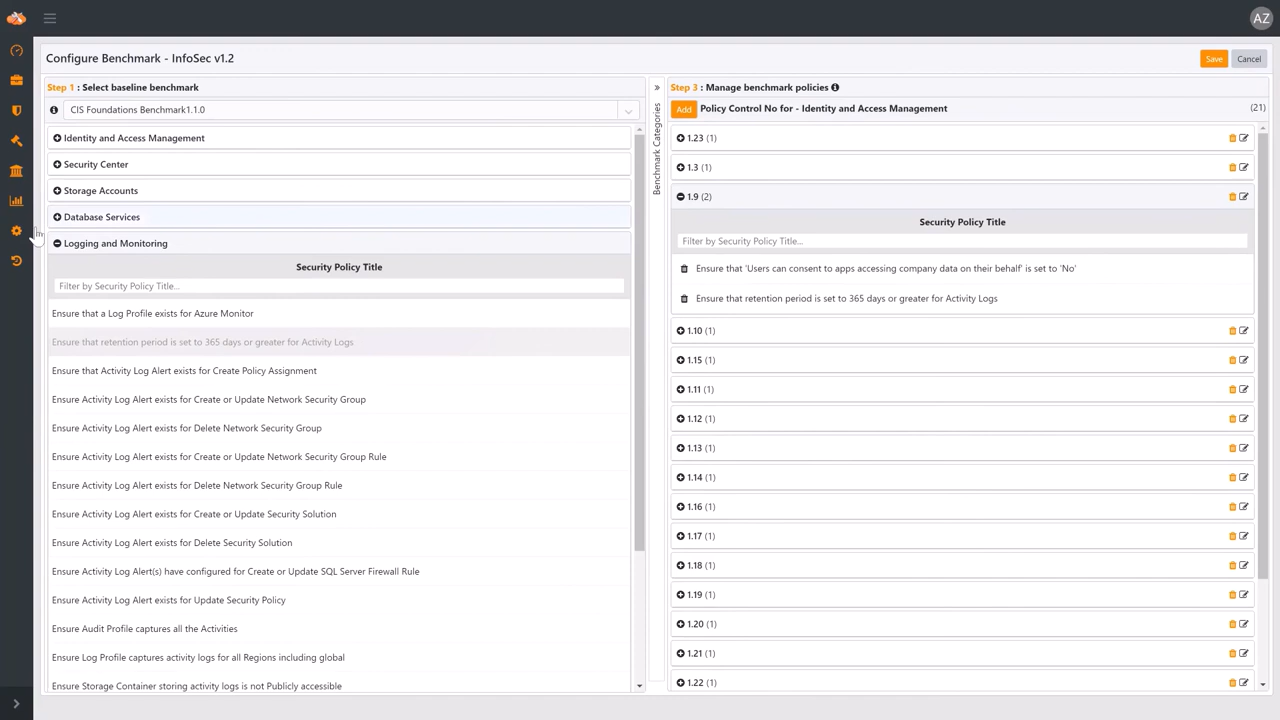 AZ
Configure Benchmark - InfoSec v1.2
Save
Cancel
Step 1 : Select baseline benchmark
CIS Foundations Benchmark1.1.0
Identity and Access Management
Security Center
Storage Accounts
Database Services
Logging and Monitoring
Security Policy Title
Filter by Security Policy Title...
Ensure that a Log Profile exists for Azure Monitor
Ensure that retention period is set to 365 days or greater for Activity Logs
Ensure that Activity Log Alert exists for Create Policy Assignment
Ensure Activity Log Alert exists for Create or Update Network Security Group
Ensure Activity Log Alert exists for Delete Network Security Group
Ensure Activity Log Alert exists for Create or Update Network Security Group Rule
Ensure Activity Log Alert exists for Delete Network Security Group Rule
Ensure Activity Log Alert exists for Create or Update Security Solution
Ensure Activity Log Alert exists for Delete Security Solution
Ensure Activity Log Alert(s) have configured for Create or Update SQL Server Firewall Rule
Ensure Activity Log Alert exists for Update Security Policy
Ensure Audit Profile captures all the Activities
Ensure Log Profile captures activity logs for all Regions including global
Ensure Storage Container storing activity logs is not Publicly accessible
Benchmark Categories
Step 3 : Manage benchmark policies
Add Policy Control No for - Identity and Access Management (21)
1.23 (1)
1.3 (1)
1.9 (2)
Security Policy Title
Filter by Security Policy Title...
Ensure that 'Users can consent to apps accessing company data on their behalf' is set to 'No'
Ensure that retention period is set to 365 days or greater for Activity Logs
1.10 (1)
1.15 (1)
1.11 (1)
1.12 (1)
1.13 (1)
1.14 (1)
1.16 (1)
1.17 (1)
1.18 (1)
1.19 (1)
1.20 (1)
1.21 (1)
1.22 (1)